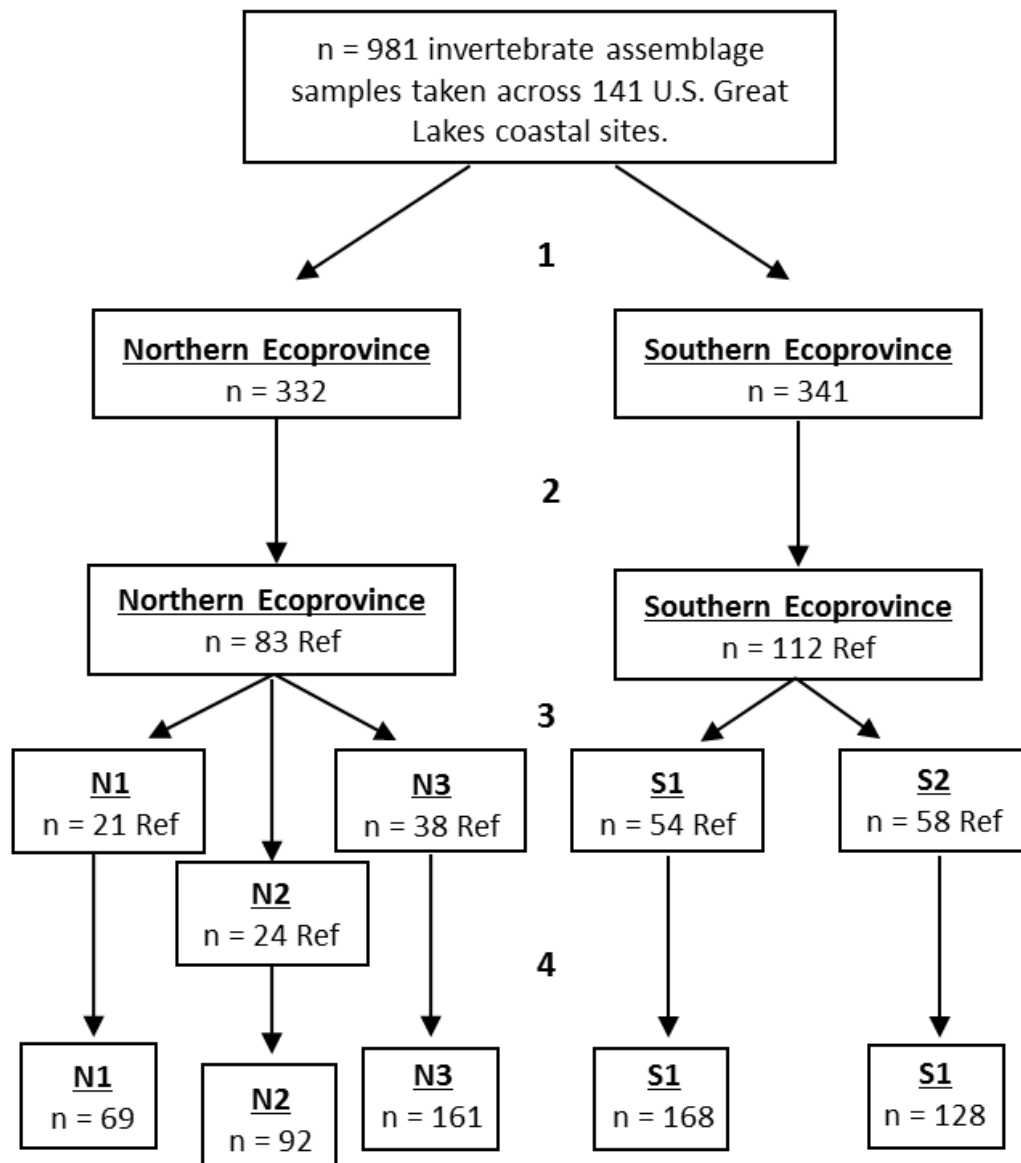 n = 981 invertebrate assemblage
samples taken across 141 U.S. Great
Lakes coastal sites.
1
Northern Ecoprovince
n = 332
Southern Ecoprovince
n = 341
2
Northern Ecoprovince
n = 83 Ref
Southern Ecoprovince
n = 112 Ref
3
N1
n = 21 Ref
N2
n = 24 Ref
N3
n = 38 Ref
S1
n = 54 Ref
S2
n = 58 Ref
4
N1
n = 69
N2
n = 92
N3
n = 161
S1
n = 168
S1
n = 128